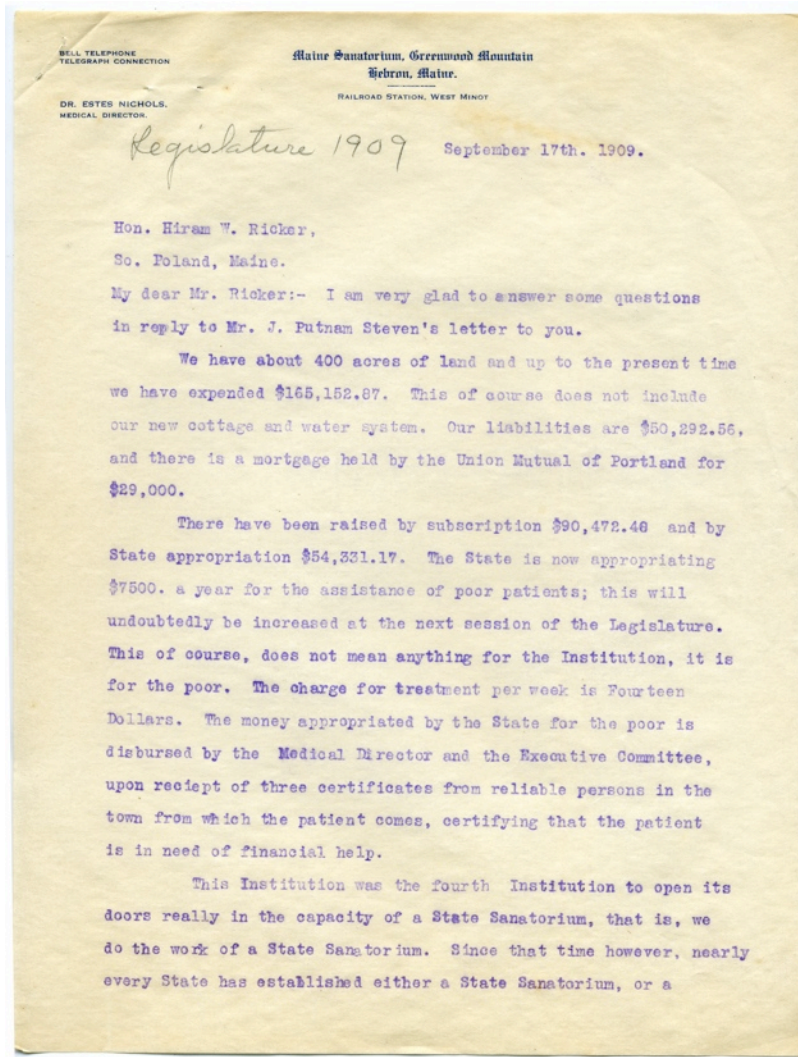 BELL TELEPHONE
TELEGRAPH CONNECTION
Maine Sanatorium, Greenwood Mountain
Hebron, Maine.
RAILROAD STATION, WEST MINOT
DR. ESTES NICHOLS,
MEDICAL DIRECTOR.
Legislature 1909
September 17th. 1909.
Hon. Hiram W. Ricker,
So. Poland, Maine.
My dear Mr. Ricker:- I am very glad to answer some questions
in reply to Mr. J. Putnam Steven's letter to you.
We have about 400 acres of land and up to the present time
we have expended $165,152.87. This of course does not include
our new cottage and water system. Our liabilities are $50,292.56,
and there is a mortgage held by the Union Mutual of Portland for
$29,000.
There have been raised by subscription $90,472.48 and by
State appropriation $54,331.17. The State is now appropriating
$7500. a year for the assistance of poor patients; this will
undoubtedly be increased at the next session of the Legislature.
This of course, does not mean anything for the Institution, it is
for the poor. The charge for treatment per week is Fourteen
Dollars. The money appropriated by the State for the poor is
disbursed by the Medical Director and the Executive Committee,
upon reciept of three certificates from reliable persons in the
town from which the patient comes, certifying that the patient
is in need of financial help.
This Institution was the fourth Institution to open its
doors really in the capacity of a State Sanatorium, that is, we
do the work of a State Sanatorium. Since that time however, nearly
every State has established either a State Sanatorium, or a